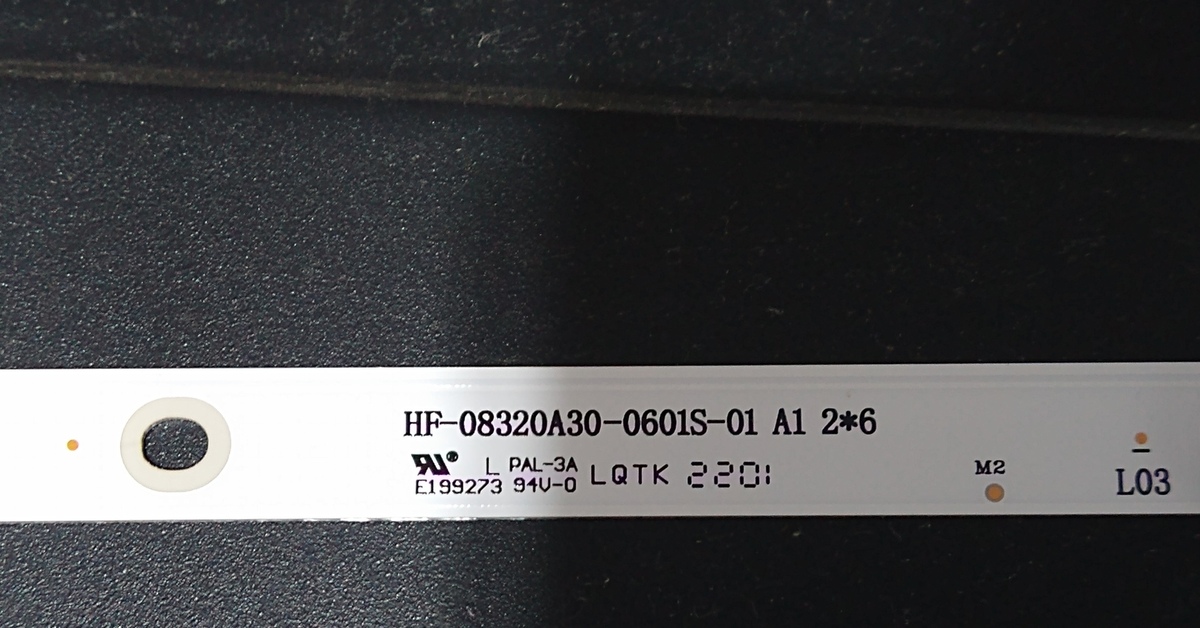 HF-08320A30-0601S-01 A1 2*6
L PAL-3A
E199273 94V-0
LQTK 2201
M2
L03